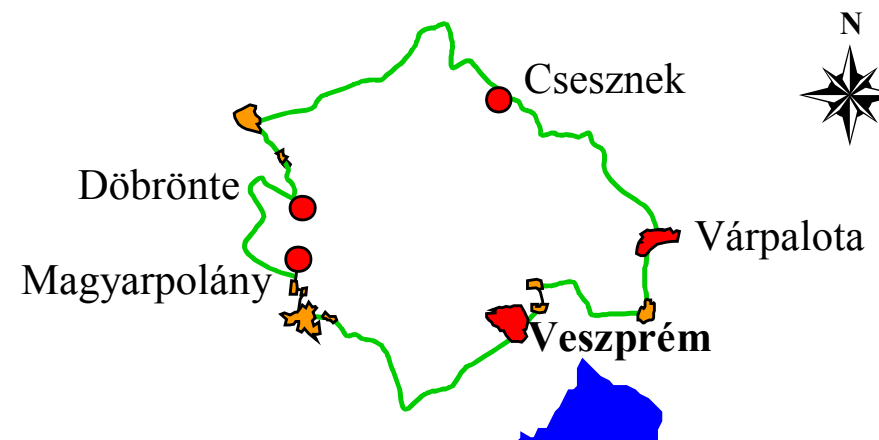 N
Csesznek
Döbrönte
Várpalota
Magyarpolány
Veszprém